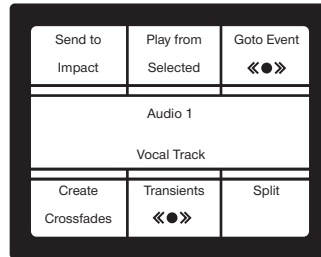 Send to Play from Goto Event
Impact Selected «●»
Audio 1
Vocal Track
Create Transients Split
Crossfades «●»